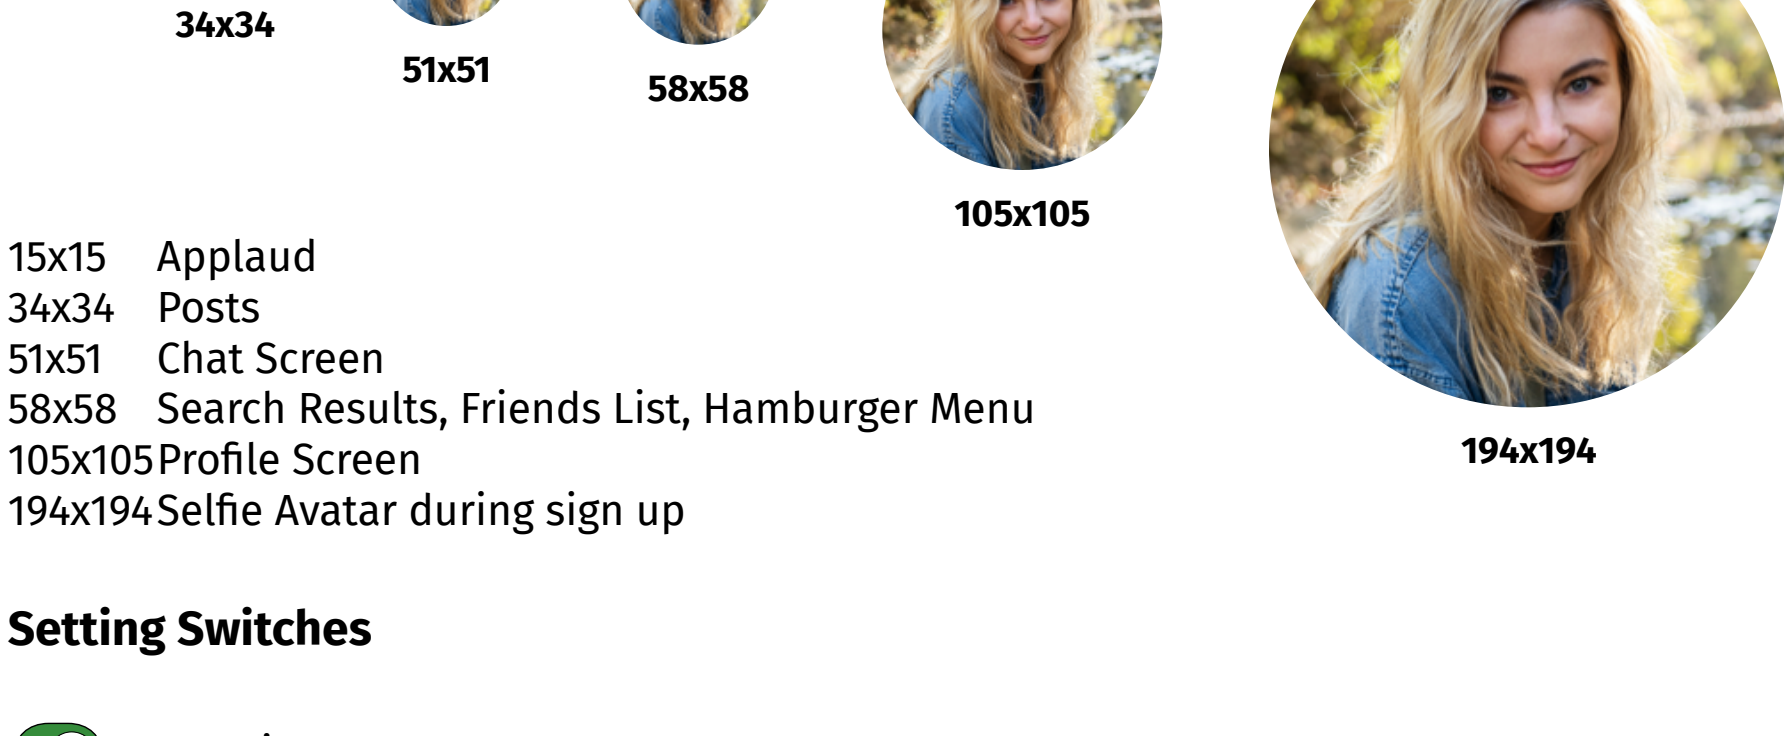 34x34
51x51
58x58
105x105
194x194
15x15 Applaud
34x34 Posts
51x51 Chat Screen
58x58 Search Results, Friends List, Hamburger Menu
105x105 Profile Screen
194x194 Selfie Avatar during sign up
Setting Switches